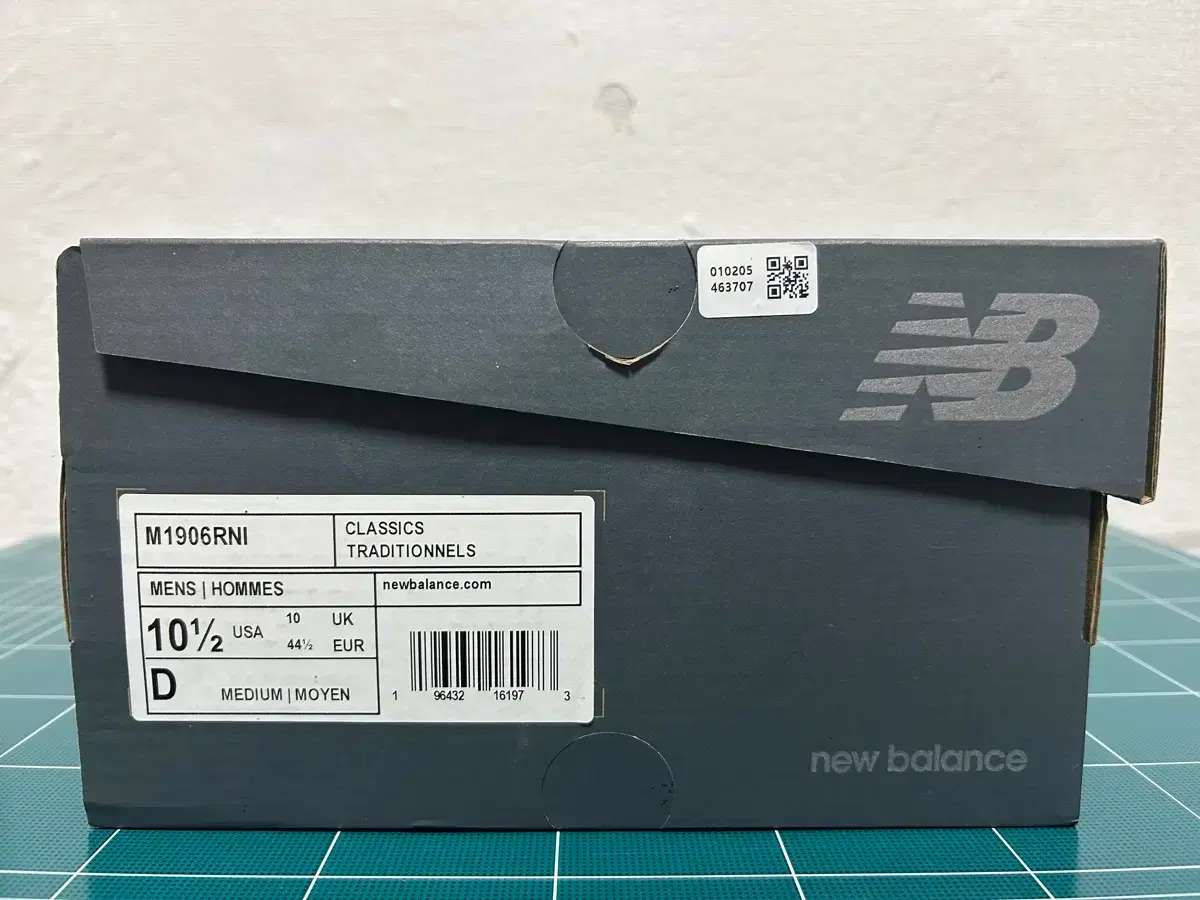 010205
463707
NB
M1906RNI
CLASSICS
TRADITIONNELS
MENS | HOMMES
newbalance.com
10½ USA 10 UK
44½ EUR
D MEDIUM | MOYEN
1 96432 16197 3
new balance